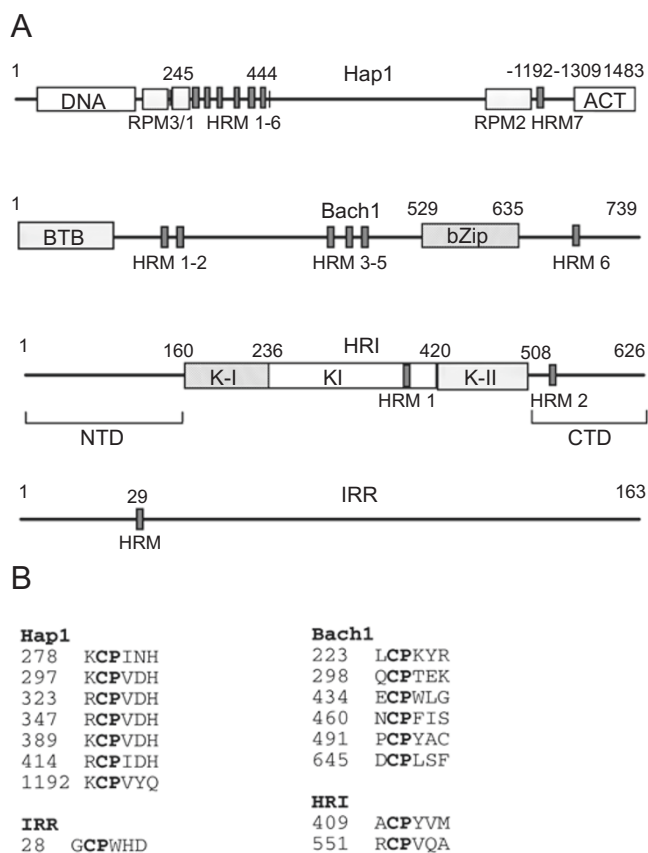 A
1 245 444 Hap1 -1192-1309 1483
DNA ACT
RPM3/1 HRM 1-6 RPM2 HRM7
1 Bach1 529 635 739
BTB bZip
HRM 1-2 HRM 3-5 HRM 6
1 160 236 HRI 420 508 626
K-I KI K-II
HRM 1 HRM 2
NTD CTD
1 29 IRR 163
HRM
B
Hap1
278 KCPINH
297 KCPVDH
323 RCPVDH
347 RCPVDH
389 KCPVDH
414 RCPIDH
1192 KCPVYQ
IRR
28 GCPWHD
Bach1
223 LCPKYR
298 QCPTEK
434 ECPWLG
460 NCPFIS
491 PCPYAC
645 DCPLSF
HRI
409 ACPYVM
551 RCPVQA